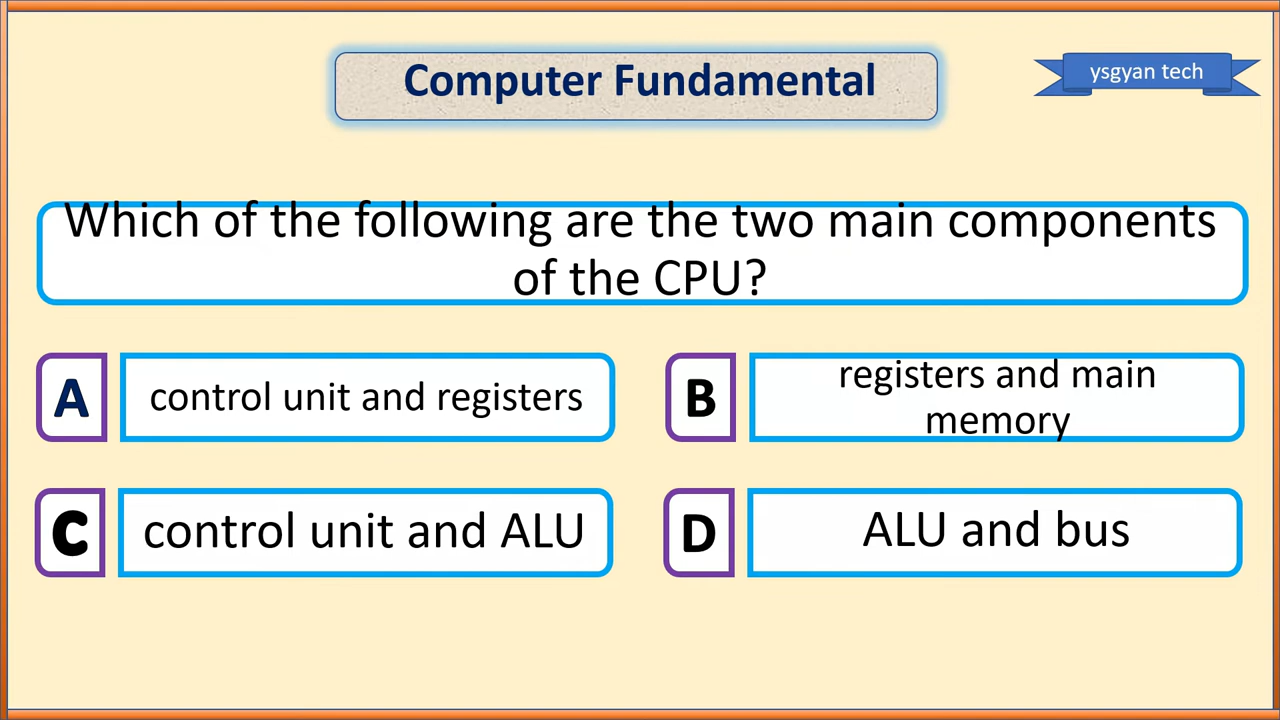 Computer Fundamental
ysgyan tech
Which of the following are the two main components
of the CPU?
A
control unit and registers
B
registers and main
memory
C
control unit and ALU
D
ALU and bus